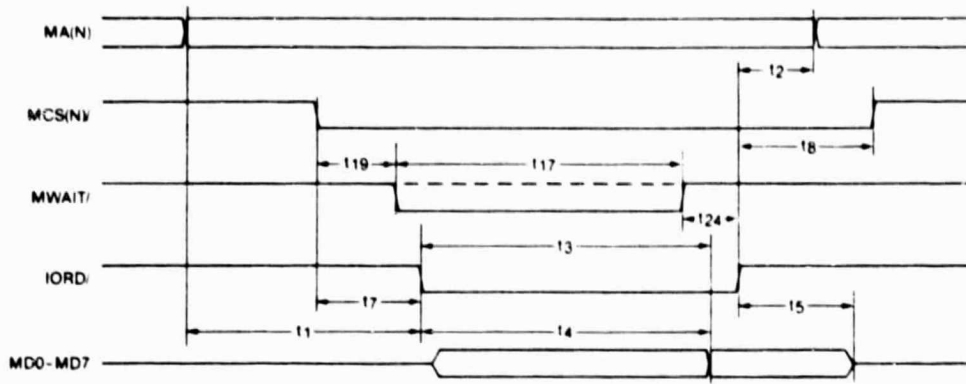 MA(N)
t2
MCS(N)/
t8
t19
t17
MWAIT/
t24
t3
IORD/
t7
t5
t1
t4
MD0-MD7